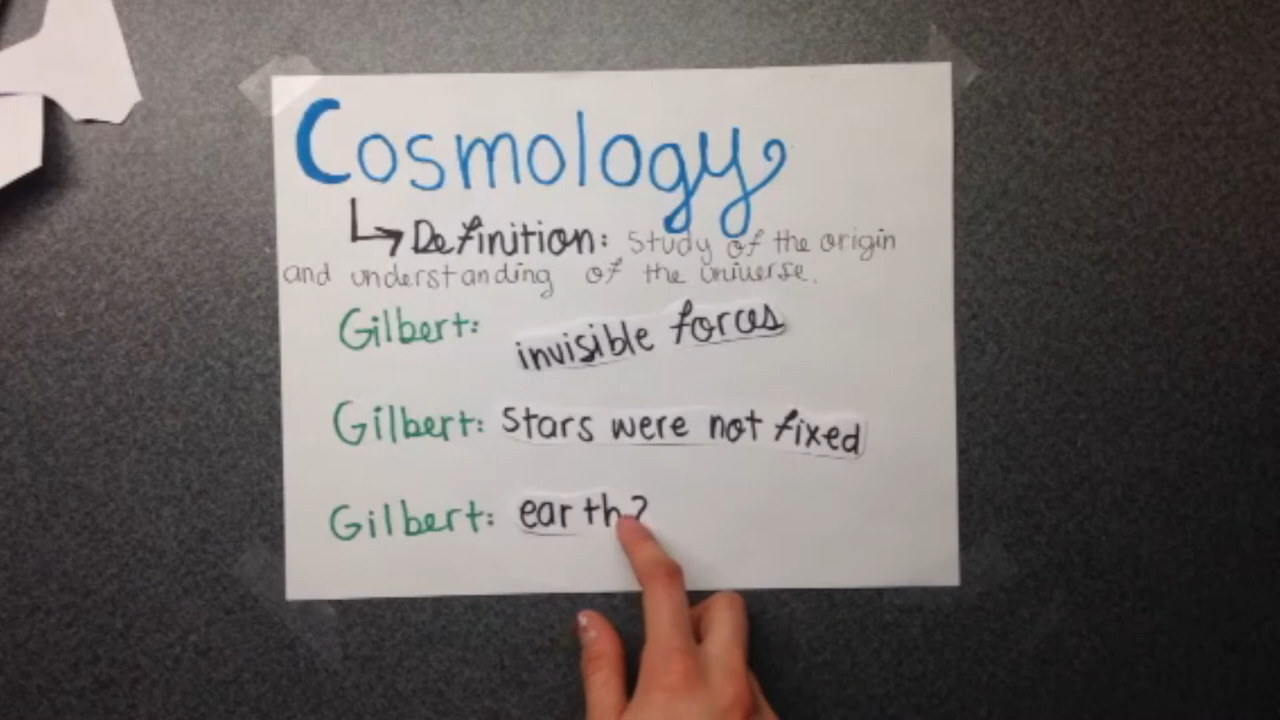 Cosmology
Definition: Study of the origin
and understanding of the universe.
Gilbert: invisible forces
Gilbert: Stars were not fixed
Gilbert: earth?